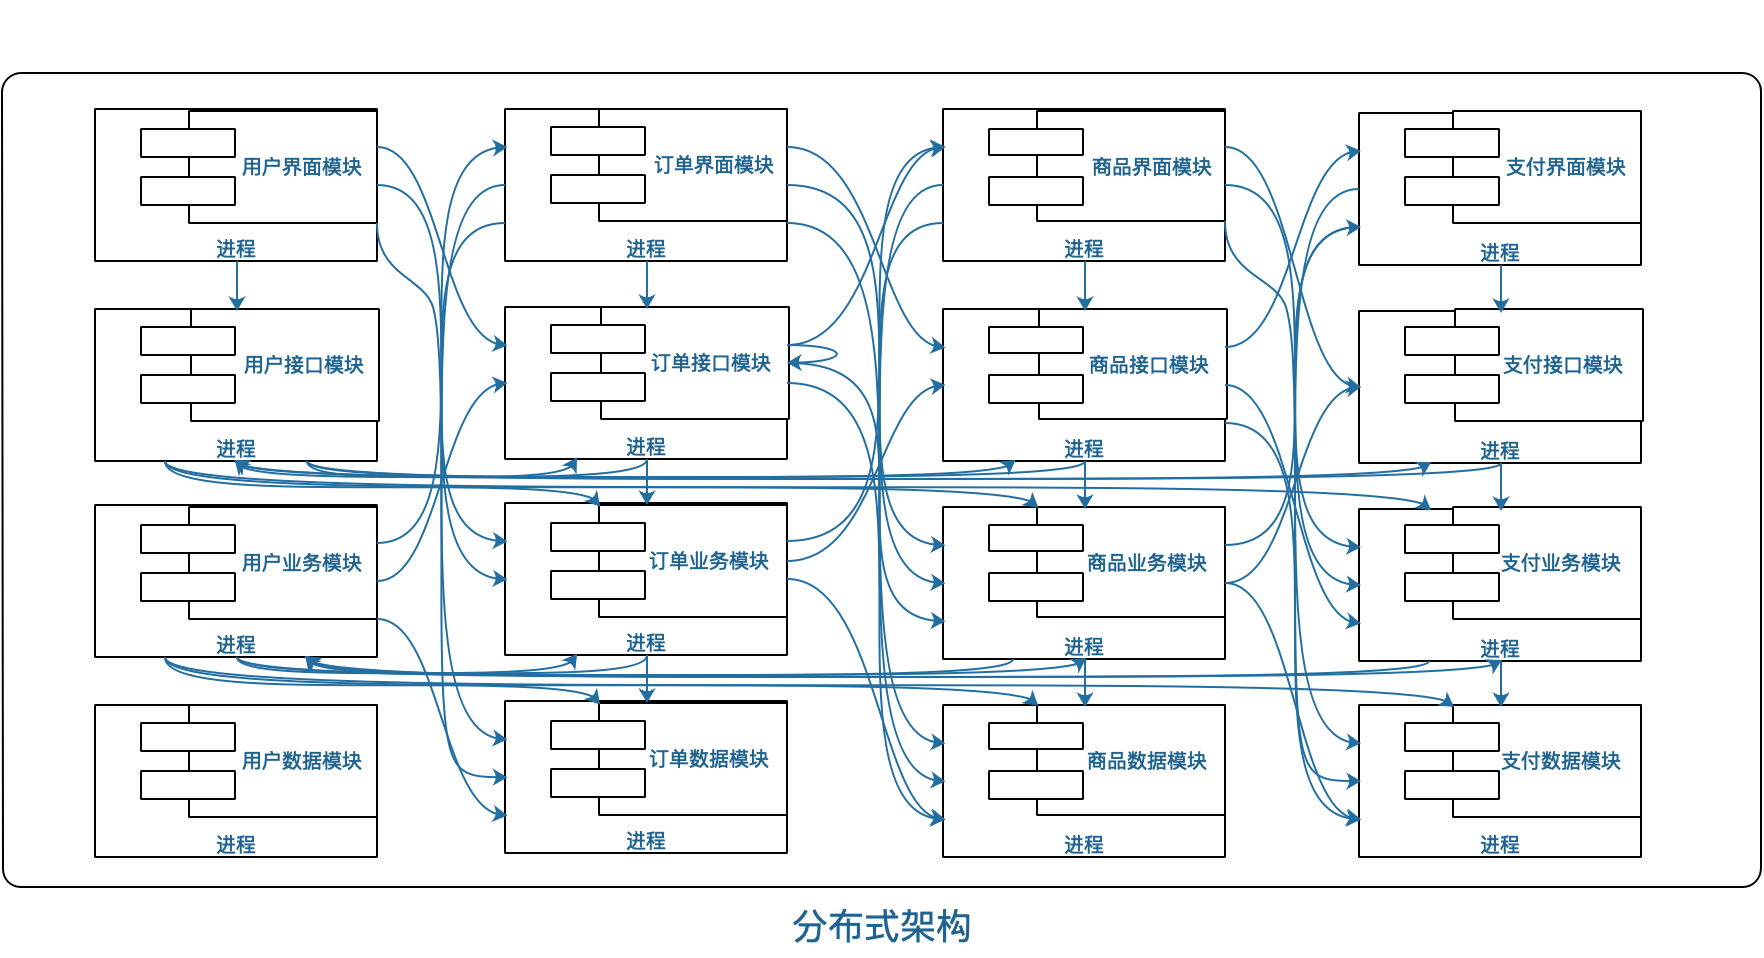 用户界面模块
进程
订单界面模块
进程
商品界面模块
进程
支付界面模块
进程
用户接口模块
进程
订单接口模块
进程
商品接口模块
进程
支付接口模块
进程
用户业务模块
进程
订单业务模块
进程
商品业务模块
进程
支付业务模块
进程
用户数据模块
进程
订单数据模块
进程
商品数据模块
进程
支付数据模块
进程
分布式架构